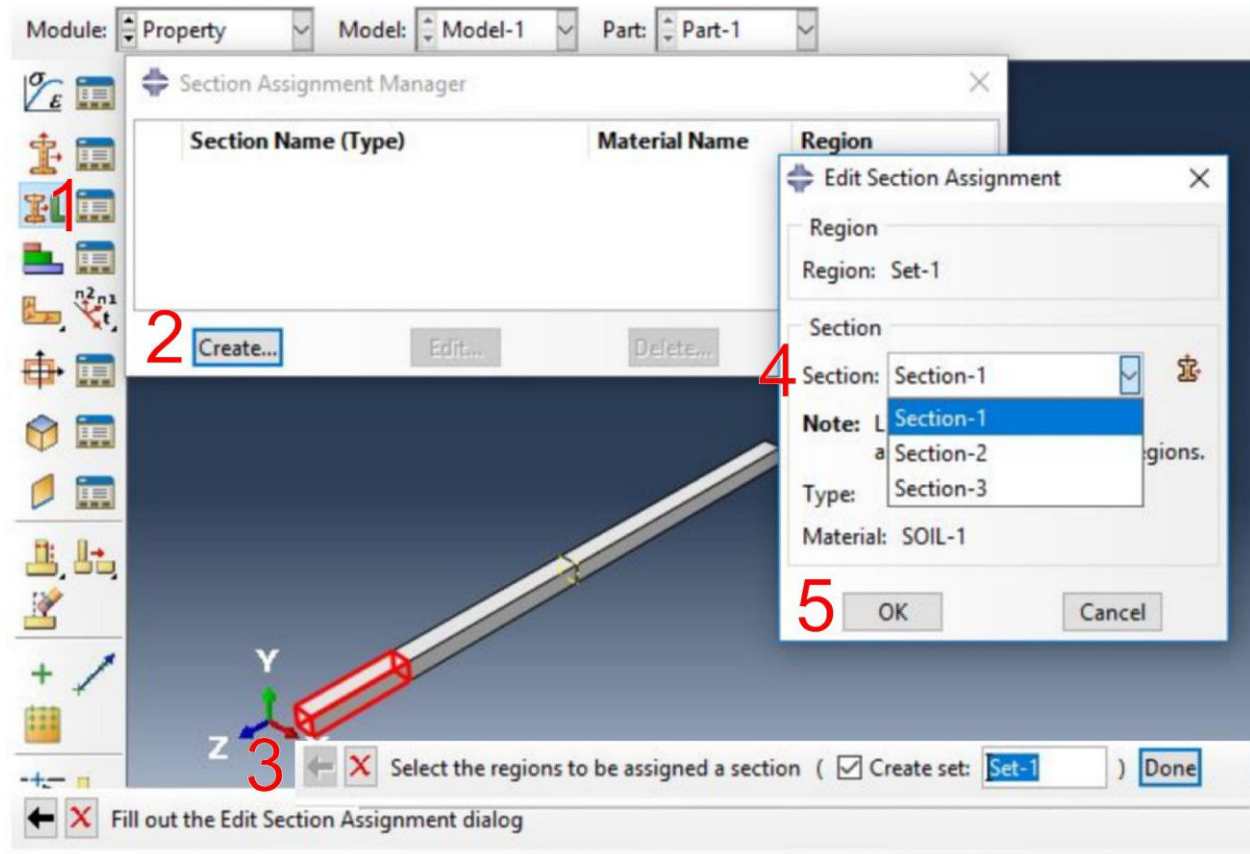 Module: Property Model: Model-1 Part: Part-1
σ
ε
Section Assignment Manager
Section Name (Type) Material Name Region
1
2 Create... Edit... Delete...
n2 n1
t
Edit Section Assignment
Region
Region: Set-1
Section
4 Section: Section-1
Section-1
Section-2
Section-3
Note: L
a egions.
Type:
Material: SOIL-1
5 OK Cancel
Y
Z
3 Select the regions to be assigned a section ( Create set: Set-1 ) Done
Fill out the Edit Section Assignment dialog